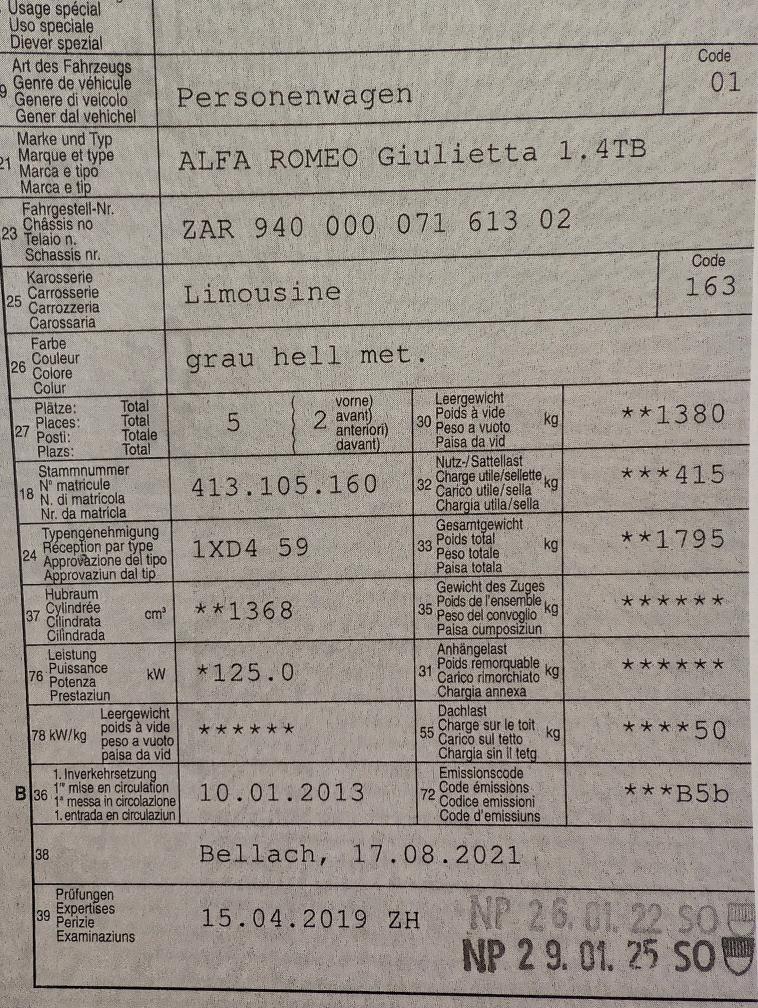 Usage spécial
Uso speciale
Diever spezial
Art des Fahrzeugs
9 Genre de véhicule
Genere di veicolo
Gener dal vehichel
Personenwagen
Code
01
21 Marke und Typ
Marque et type
Marca e tipo
Marca e tip
ALFA ROMEO Giulietta 1.4TB
23 Fahrgestell-Nr.
Châssis no
Telaio n.
Schassis nr.
ZAR 940 000 071 613 02
25 Karosserie
Carrosserie
Carrozzeria
Carossaria
Limousine
Code
163
26 Farbe
Couleur
Colore
Colur
grau hell met.
27 Plätze: Total
Places: Total
Posti: Totale
Plazs: Total
5 ( 2 vorne)
avant)
anteriori)
davant)
30 Leergewicht
Poids à vide
Peso a vuoto
Paisa da vid
kg
**1380
18 Stammnummer
N° matricule
N. di matricola
Nr. da matricla
413.105.160
32 Nutz-/Sattellast
Charge utile/sellette
Carico utile/sella
Chargia utila/sella
kg
***415
24 Typengenehmigung
Réception par type
Approvazione del tipo
Approvaziun dal tip
1XD4 59
33 Gesamtgewicht
Poids total
Peso totale
Paisa totala
kg
**1795
37 Hubraum
Cylindrée
Cilindrata
Cilindrada
cm³
**1368
35 Gewicht des Zuges
Poids de l'ensemble
Peso del convoglio
Paisa cumposiziun
kg
******
76 Leistung
Puissance
Potenza
Prestaziun
kW
*125.0
31 Anhängelast
Poids remorquable
Carico rimorchiato
Chargia annexa
kg
******
78 kW/kg Leergewicht
poids à vide
peso a vuoto
paisa da vid
******
55 Dachlast
Charge sur le toit
Carico sul tetto
Chargia sin il tetg
kg
****50
B 36 1. Inverkehrsetzung
1re mise en circulation
1a messa in circolazione
1. entrada en circulaziun
10.01.2013
72 Emissionscode
Code émissions
Codice emissioni
Code d'emissiuns
***B5b
38 Bellach, 17.08.2021
39 Prüfungen
Expertises
Perizie
Examinaziuns
15.04.2019 ZH
NP 26. 01. 22 SO
NP 29. 01. 25 SO